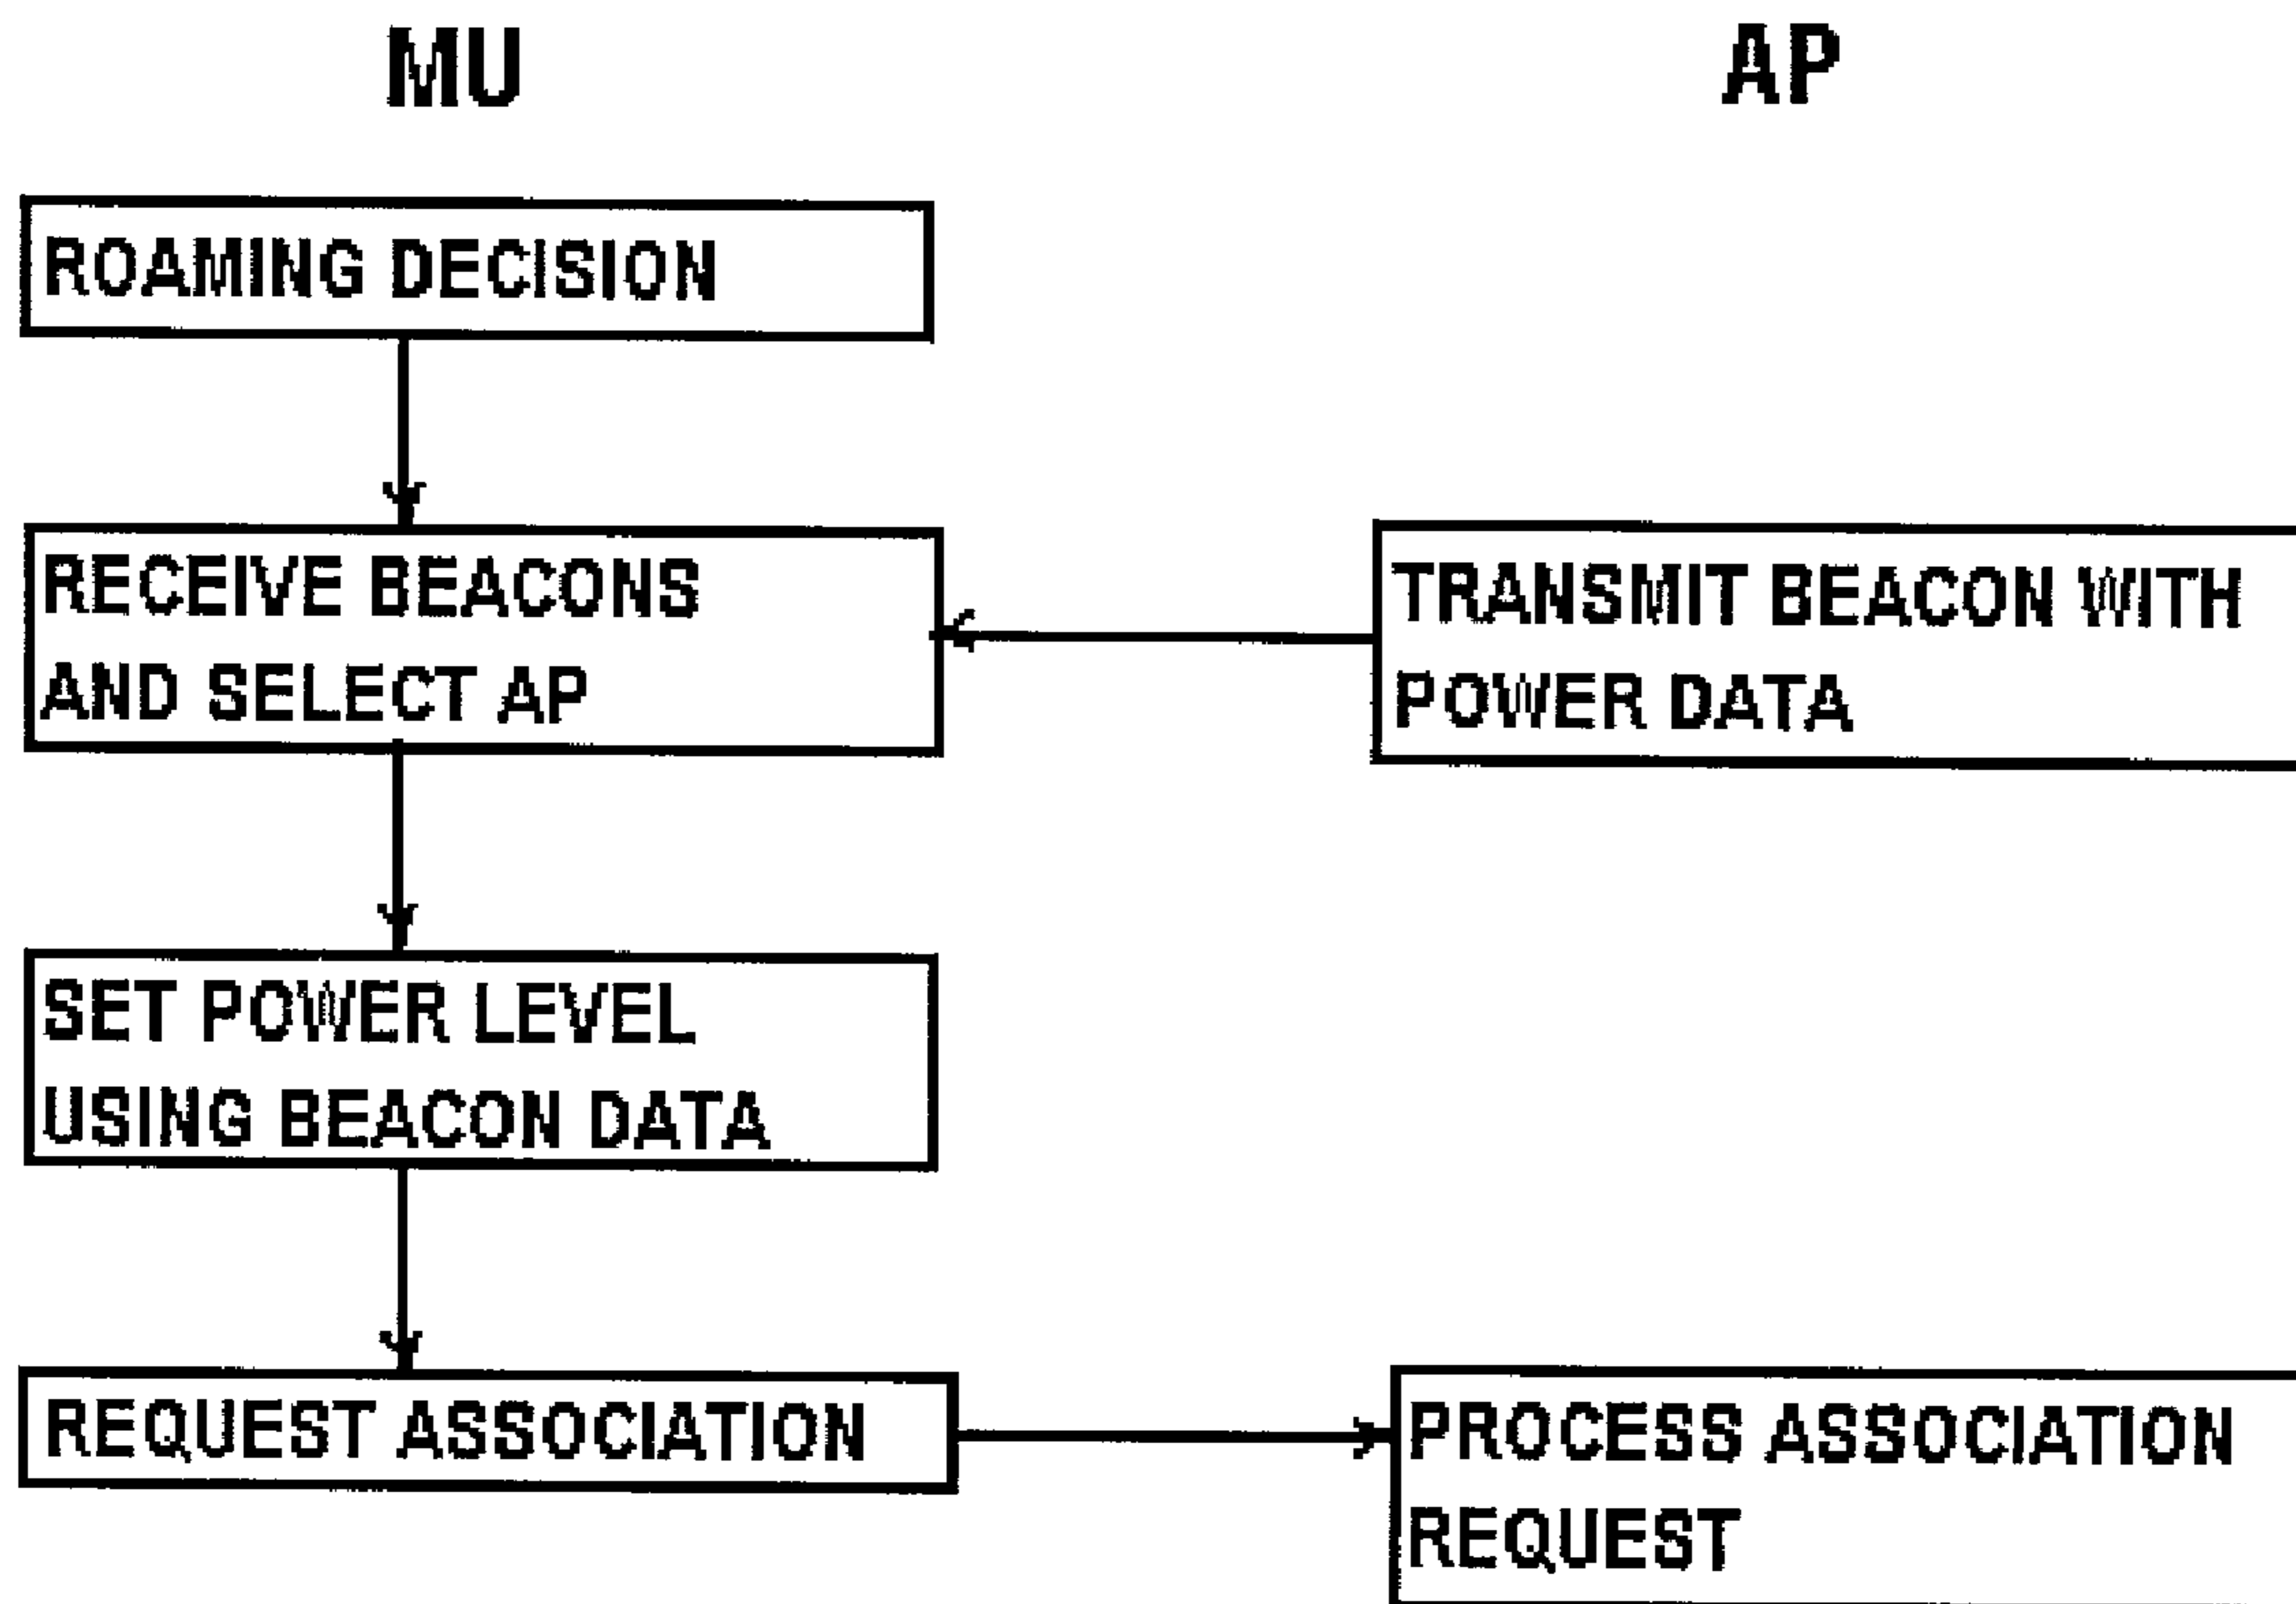 MU
AP
ROAMING DECISION
RECEIVE BEACONS
AND SELECT AP
TRANSMIT BEACON WITH
POWER DATA
SET POWER LEVEL
USING BEACON DATA
REQUEST ASSOCIATION
PROCESS ASSOCIATION
REQUEST